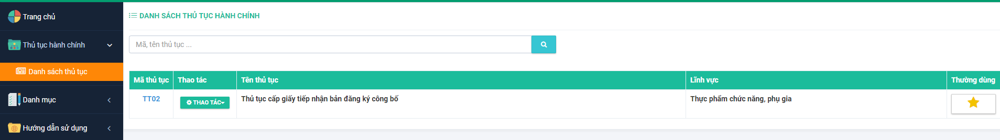 Trang chủ
Thủ tục hành chính
Danh sách thủ tục
Danh mục
Hướng dẫn sử dụng
DANH SÁCH THỦ TỤC HÀNH CHÍNH
Mã, tên thủ tục ...
Mã thủ tục Thao tác Tên thủ tục Lĩnh vực Thường dùng
TT02 THAO TÁC Thủ tục cấp giấy tiếp nhận bản đăng ký công bố Thực phẩm chức năng, phụ gia